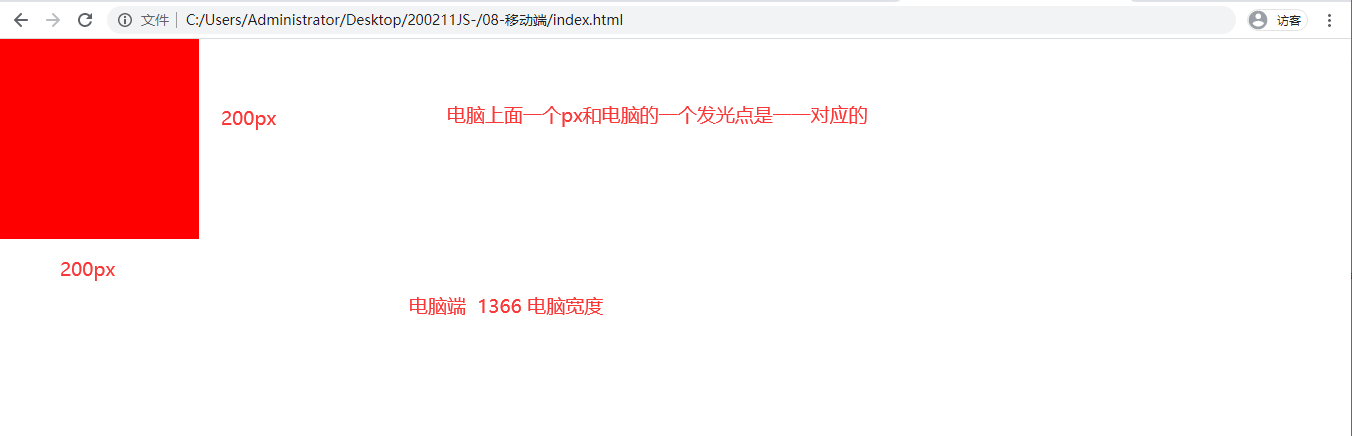 文件 C:/Users/Administrator/Desktop/200211JS-/08-移动端/index.html 访客
200px
电脑上面一个px和电脑的一个发光点是一一对应的
200px
电脑端 1366 电脑宽度